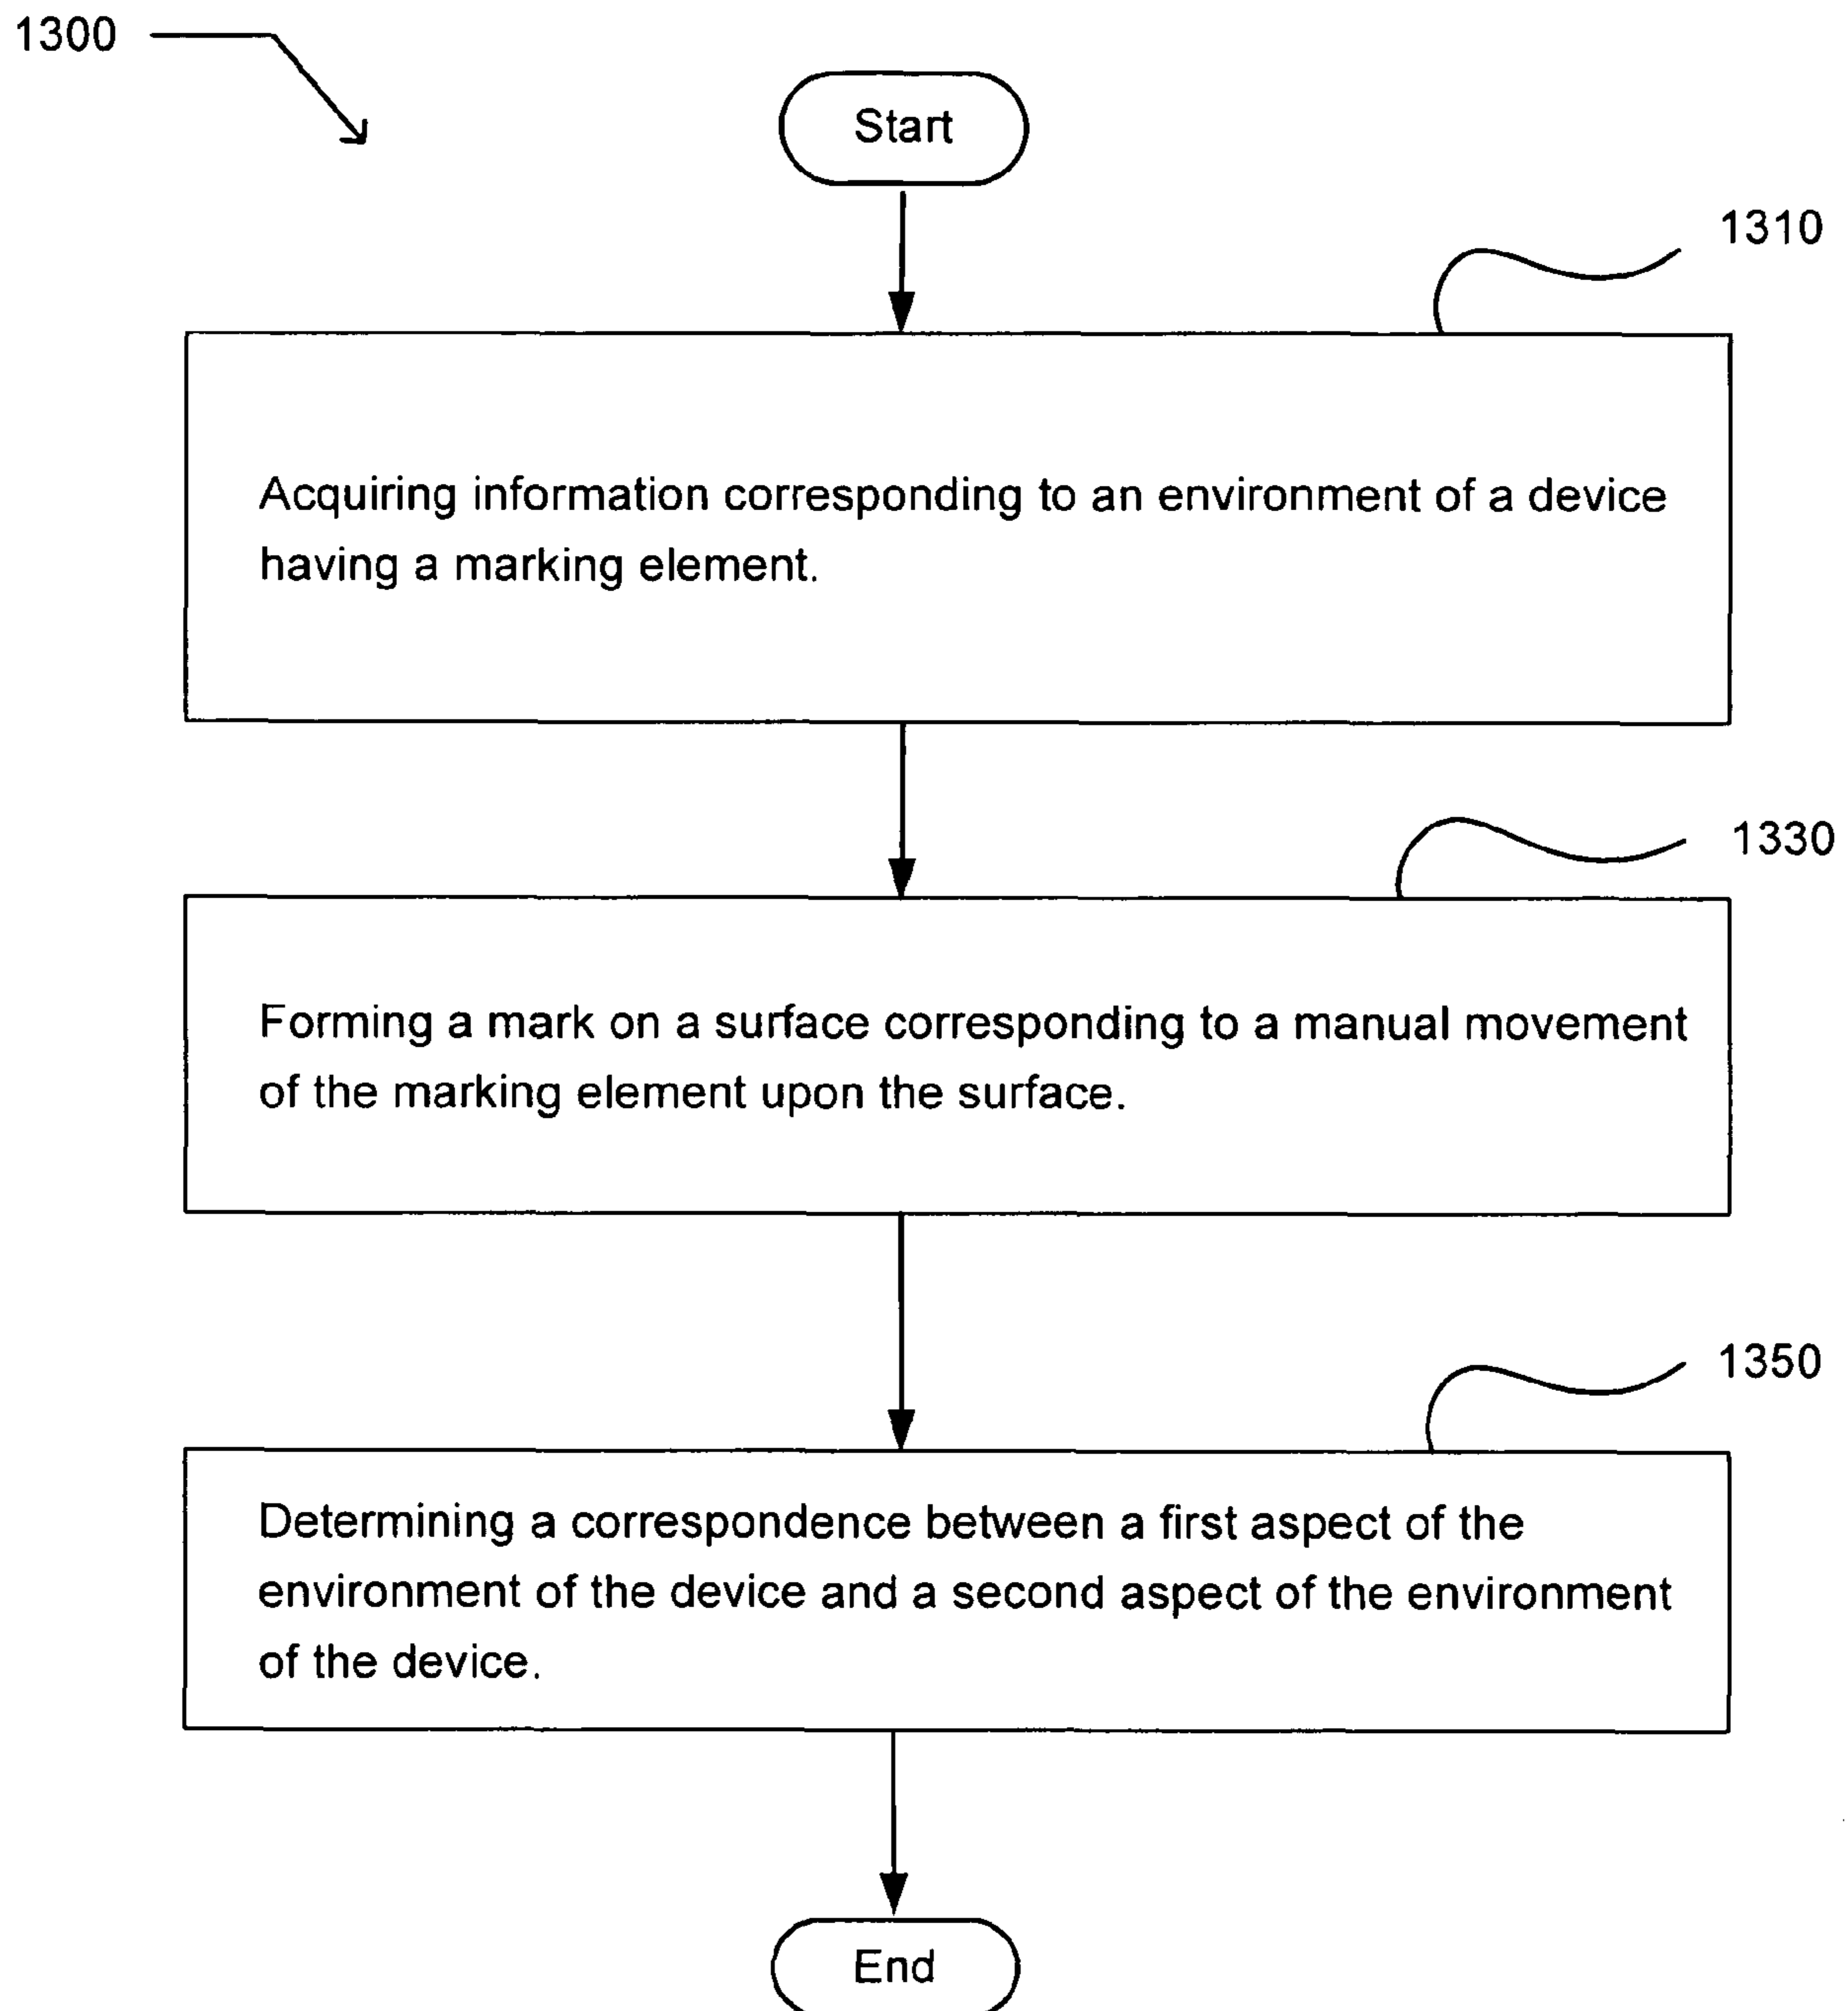 1300
Start
1310
Acquiring information corresponding to an environment of a device
having a marking element.
1330
Forming a mark on a surface corresponding to a manual movement
of the marking element upon the surface.
1350
Determining a correspondence between a first aspect of the
environment of the device and a second aspect of the environment
of the device.
End